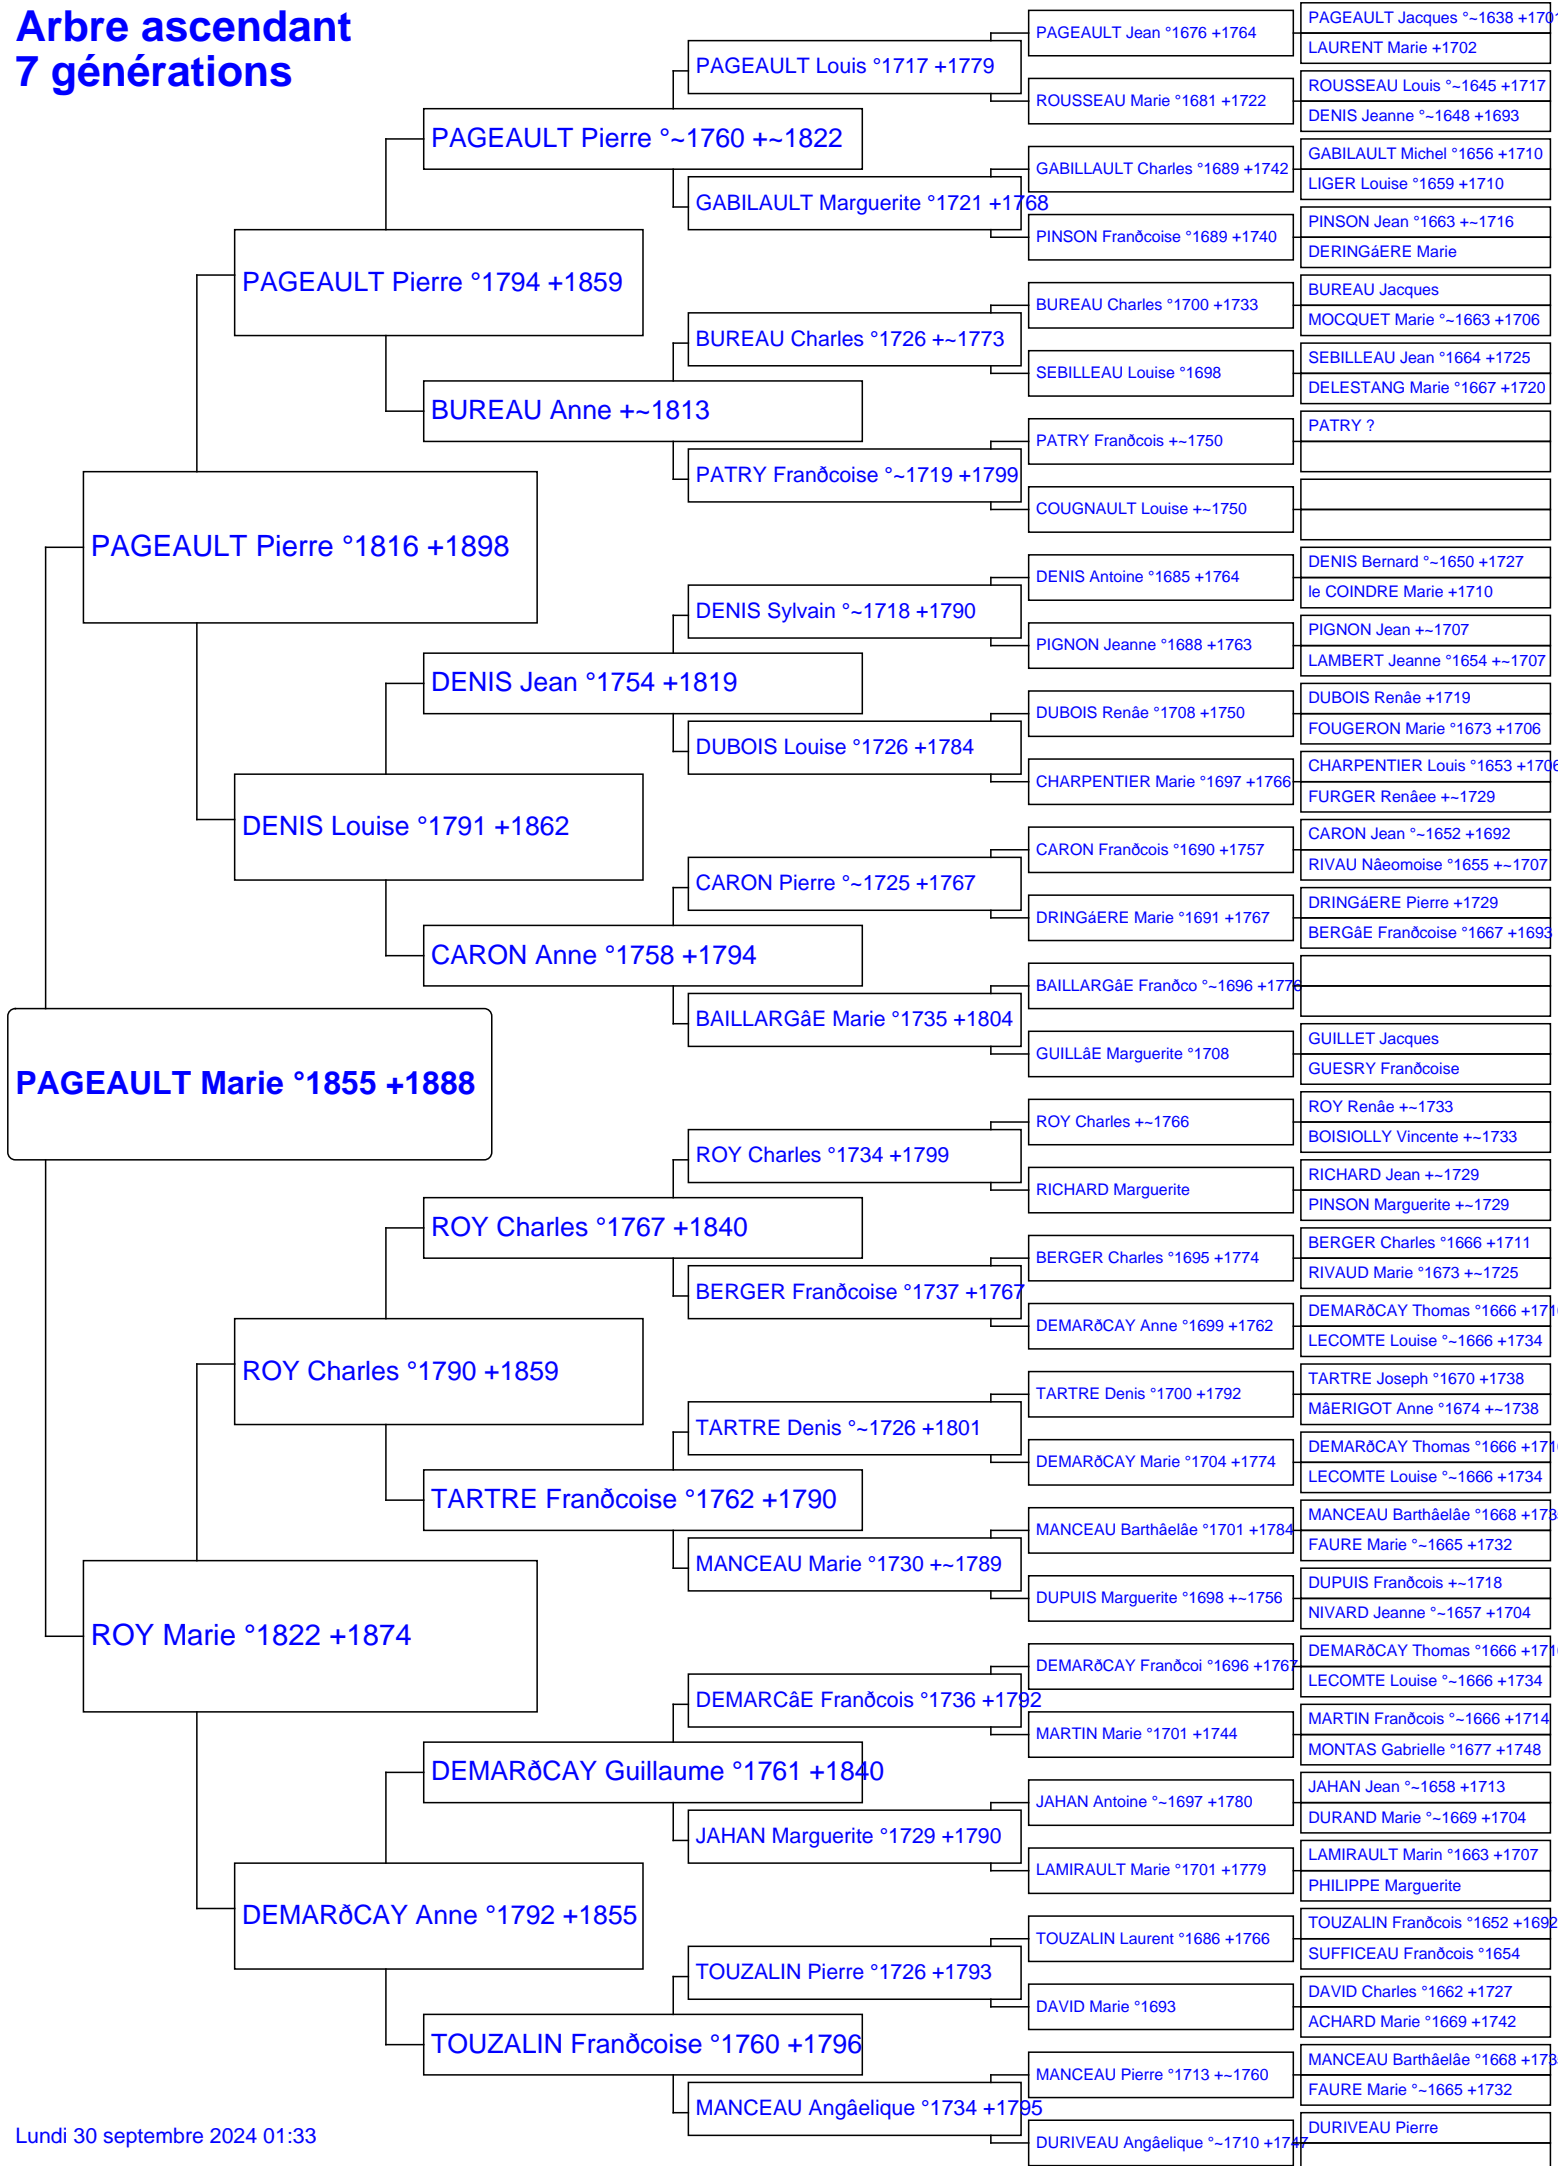 Arbre ascendant
7 générations
PAGEAULT Marie °1855 +1888
PAGEAULT Pierre °1816 +1898
ROY Marie °1822 +1874
PAGEAULT Pierre °1794 +1859
DENIS Louise °1791 +1862
ROY Charles °1790 +1859
DEMARðCAY Anne °1792 +1855
PAGEAULT Pierre °~1760 +~1822
BUREAU Anne +~1813
DENIS Jean °1754 +1819
CARON Anne °1758 +1794
ROY Charles °1767 +1840
TARTRE Franðcoise °1762 +1790
DEMARðCAY Guillaume °1761 +1840
TOUZALIN Franðcoise °1760 +1796
PAGEAULT Louis °1717 +1779
GABILAULT Marguerite °1721 +1768
BUREAU Charles °1726 +~1773
PATRY Franðcoise °~1719 +1799
DENIS Sylvain °~1718 +1790
DUBOIS Louise °1726 +1784
CARON Pierre °~1725 +1767
BAILLARGâE Marie °1735 +1804
ROY Charles °1734 +1799
BERGER Franðcoise °1737 +1767
TARTRE Denis °~1726 +1801
MANCEAU Marie °1730 +~1789
DEMARCâE Franðcois °1736 +1792
JAHAN Marguerite °1729 +1790
TOUZALIN Pierre °1726 +1793
MANCEAU Angâelique °1734 +1795
PAGEAULT Jean °1676 +1764
ROUSSEAU Marie °1681 +1722
GABILLAULT Charles °1689 +1742
PINSON Franðcoise °1689 +1740
BUREAU Charles °1700 +1733
SEBILLEAU Louise °1698
PATRY Franðcois +~1750
COUGNAULT Louise +~1750
DENIS Antoine °1685 +1764
PIGNON Jeanne °1688 +1763
DUBOIS Renâe °1708 +1750
CHARPENTIER Marie °1697 +1766
CARON Franðcois °1690 +1757
DRINGáERE Marie °1691 +1767
BAILLARGâE Franðco °~1696 +1776
GUILLâE Marguerite °1708
ROY Charles +~1766
RICHARD Marguerite
BERGER Charles °1695 +1774
DEMARðCAY Anne °1699 +1762
TARTRE Denis °1700 +1792
DEMARðCAY Marie °1704 +1774
MANCEAU Barthâelâe °1701 +1784
DUPUIS Marguerite °1698 +~1756
DEMARðCAY Franðcoi °1696 +1767
MARTIN Marie °1701 +1744
JAHAN Antoine °~1697 +1780
LAMIRAULT Marie °1701 +1779
TOUZALIN Laurent °1686 +1766
DAVID Marie °1693
MANCEAU Pierre °1713 +~1760
DURIVEAU Angâelique °~1710 +1747
PAGEAULT Jacques °~1638 +1701
LAURENT Marie +1702
ROUSSEAU Louis °~1645 +1717
DENIS Jeanne °~1648 +1693
GABILAULT Michel °1656 +1710
LIGER Louise °1659 +1710
PINSON Jean °1663 +~1716
DERINGáERE Marie
BUREAU Jacques
MOCQUET Marie °~1663 +1706
SEBILLEAU Jean °1664 +1725
DELESTANG Marie °1667 +1720
PATRY ?
DENIS Bernard °~1650 +1727
le COINDRE Marie +1710
PIGNON Jean +~1707
LAMBERT Jeanne °1654 +~1707
DUBOIS Renâe +1719
FOUGERON Marie °1673 +1706
CHARPENTIER Louis °1653 +1706
FURGER Renâee +~1729
CARON Jean °~1652 +1692
RIVAU Nâeomoise °1655 +~1707
DRINGáERE Pierre +1729
BERGâE Franðcoise °1667 +1693
GUILLET Jacques
GUESRY Franðcoise
ROY Renâe +~1733
BOISIOLLY Vincente +~1733
RICHARD Jean +~1729
PINSON Marguerite +~1729
BERGER Charles °1666 +1711
RIVAUD Marie °1673 +~1725
DEMARðCAY Thomas °1666 +171
LECOMTE Louise °~1666 +1734
TARTRE Joseph °1670 +1738
MâERIGOT Anne °1674 +~1738
DEMARðCAY Thomas °1666 +171
LECOMTE Louise °~1666 +1734
MANCEAU Barthâelâe °1668 +173
FAURE Marie °~1665 +1732
DUPUIS Franðcois +~1718
NIVARD Jeanne °~1657 +1704
DEMARðCAY Thomas °1666 +171
LECOMTE Louise °~1666 +1734
MARTIN Franðcois °~1666 +1714
MONTAS Gabrielle °1677 +1748
JAHAN Jean °~1658 +1713
DURAND Marie °~1669 +1704
LAMIRAULT Marin °1663 +1707
PHILIPPE Marguerite
TOUZALIN Franðcois °1652 +1692
SUFFICEAU Franðcois °1654
DAVID Charles °1662 +1727
ACHARD Marie °1669 +1742
MANCEAU Barthâelâe °1668 +173
FAURE Marie °~1665 +1732
DURIVEAU Pierre
Lundi 30 septembre 2024 01:33